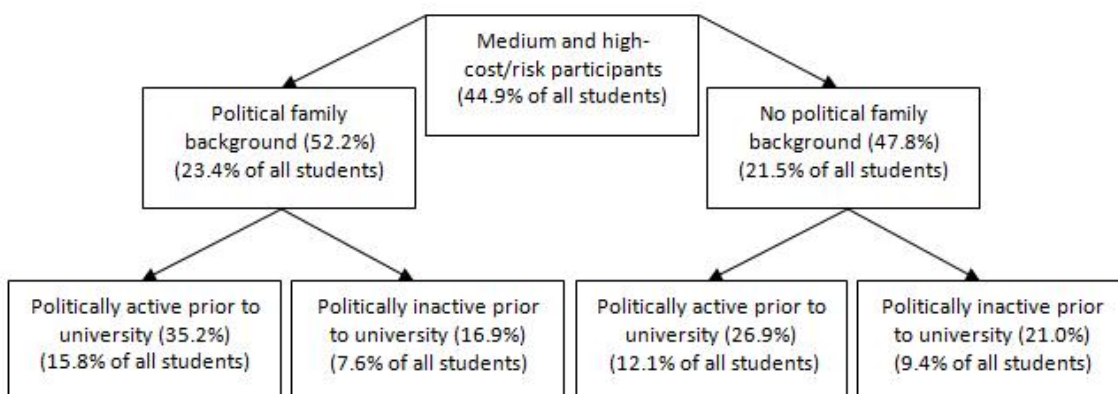 Medium and high-
cost/risk participants
(44.9% of all students)
Political family
background (52.2%)
(23.4% of all students)
No political family
background (47.8%)
(21.5% of all students)
Politically active prior to
university (35.2%)
(15.8% of all students)
Politically inactive prior
to university (16.9%)
(7.6% of all students)
Politically active prior to
university (26.9%)
(12.1% of all students)
Politically inactive prior
to university (21.0%)
(9.4% of all students)